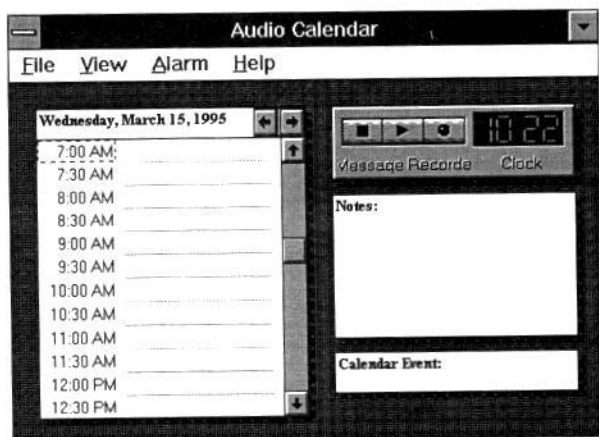 Audio Calendar
File View Alarm Help
Wednesday, March 15, 1995
7:00 AM
7:30 AM
8:00 AM
8:30 AM
9:00 AM
9:30 AM
10:00 AM
10:30 AM
11:00 AM
11:30 AM
12:00 PM
12:30 PM
10 22
Message Recorde Clock
Notes:
Calendar Event: